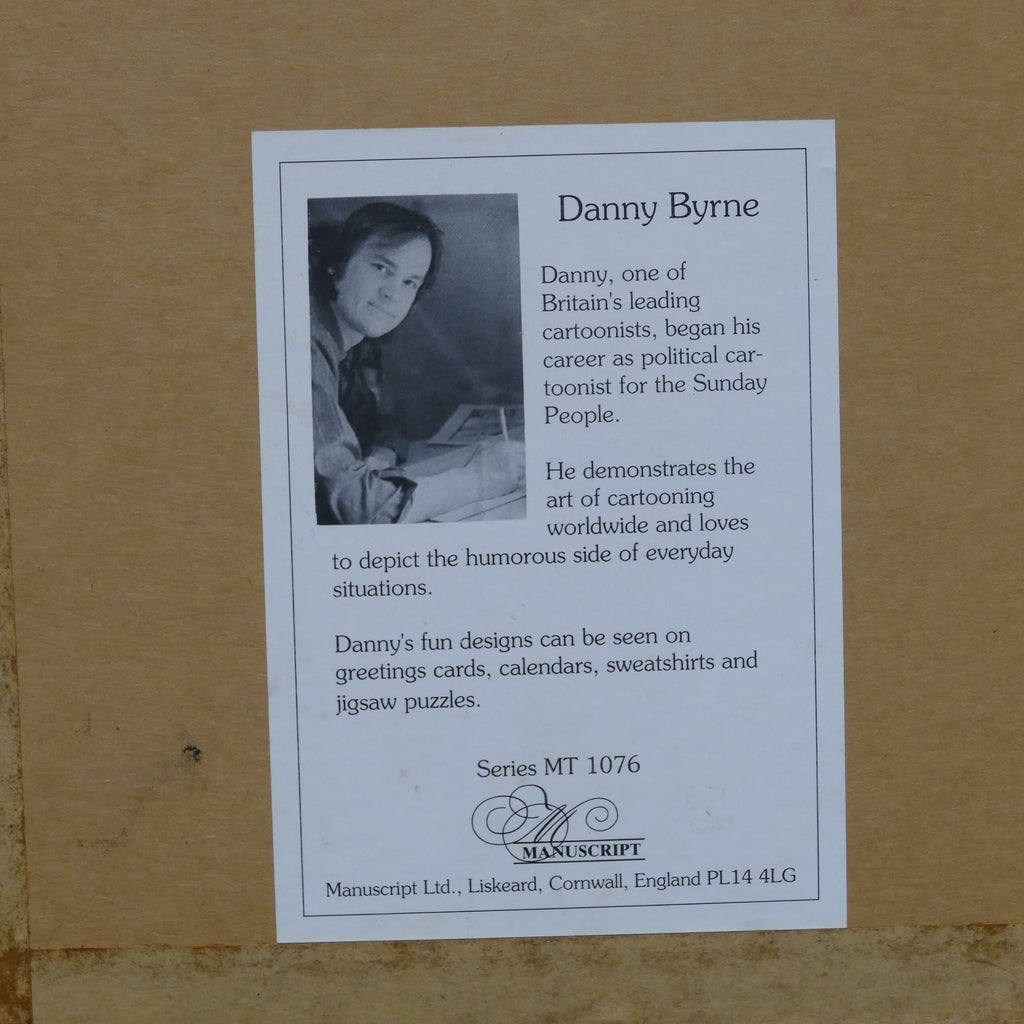 Danny Byrne
Danny, one of
Britain's leading
cartoonists, began his
career as political car-
toonist for the Sunday
People.
He demonstrates the
art of cartooning
worldwide and loves
to depict the humorous side of everyday
situations.
Danny's fun designs can be seen on
greetings cards, calendars, sweatshirts and
jigsaw puzzles.
Series MT 1076
M
MANUSCRIPT
Manuscript Ltd., Liskeard, Cornwall, England PL14 4LG